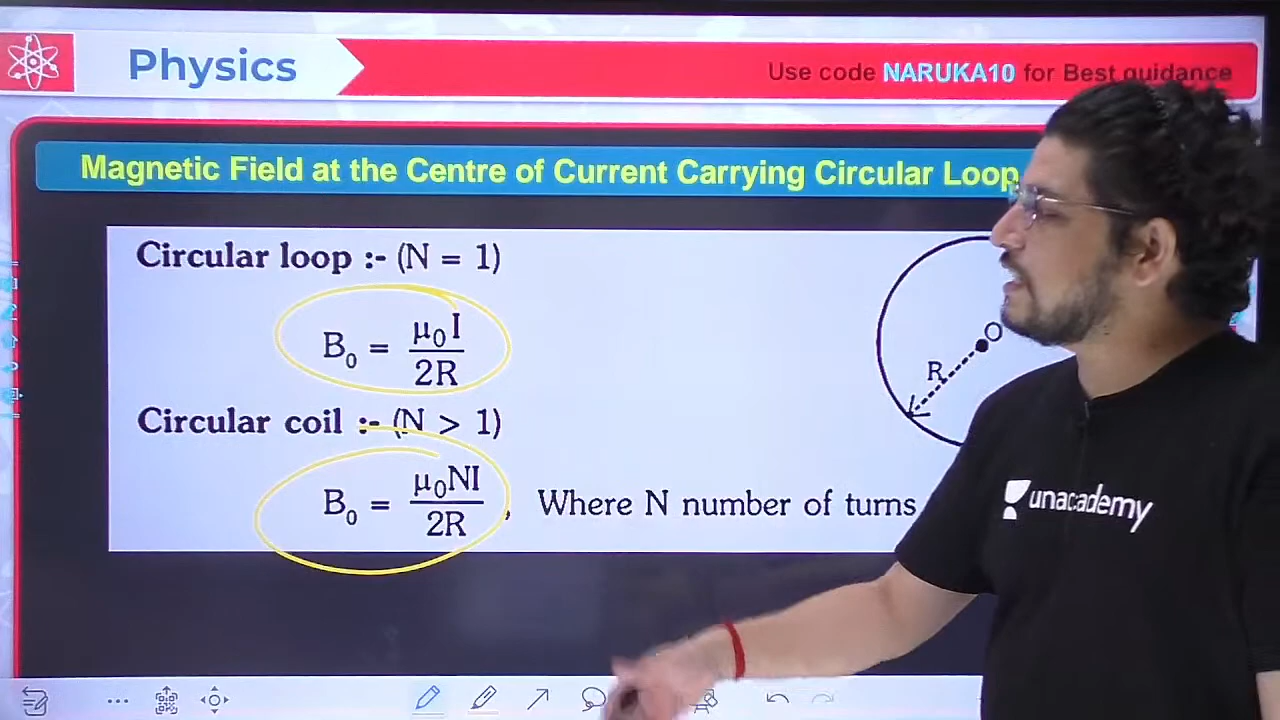 Physics
Use code NARUKA10 for Best guidance
Magnetic Field at the Centre of Current Carrying Circular Loop
Circular loop :- (N = 1)
B₀ = μ₀I / 2R
Circular coil :- (N > 1)
B₀ = μ₀NI / 2R , Where N number of turns
O
R
unacademy